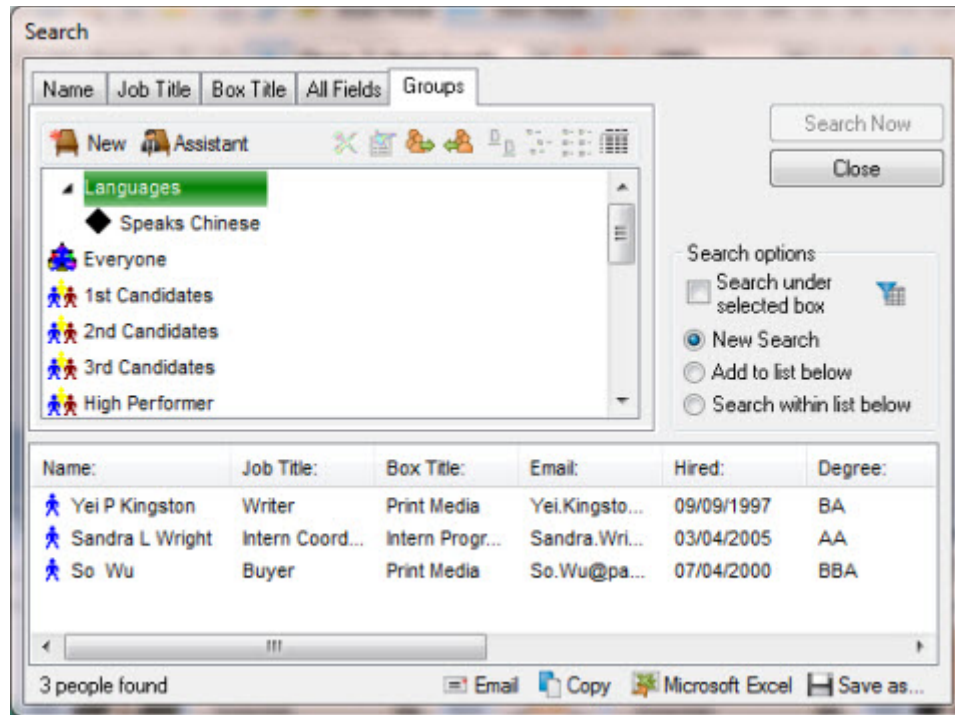 Search
Name Job Title Box Title All Fields Groups
New Assistant
Search Now
Close
Languages
Speaks Chinese
Everyone
1st Candidates
2nd Candidates
3rd Candidates
High Performer
Search options
Search under
selected box
New Search
Add to list below
Search within list below
Name: Job Title: Box Title: Email: Hired: Degree:
Yei P Kingston Writer Print Media Yei.Kingsto... 09/09/1997 BA
Sandra L Wright Intern Coord... Intern Progr... Sandra.Wri... 03/04/2005 AA
So Wu Buyer Print Media So.Wu@pa... 07/04/2000 BBA
3 people found Email Copy Microsoft Excel Save as...